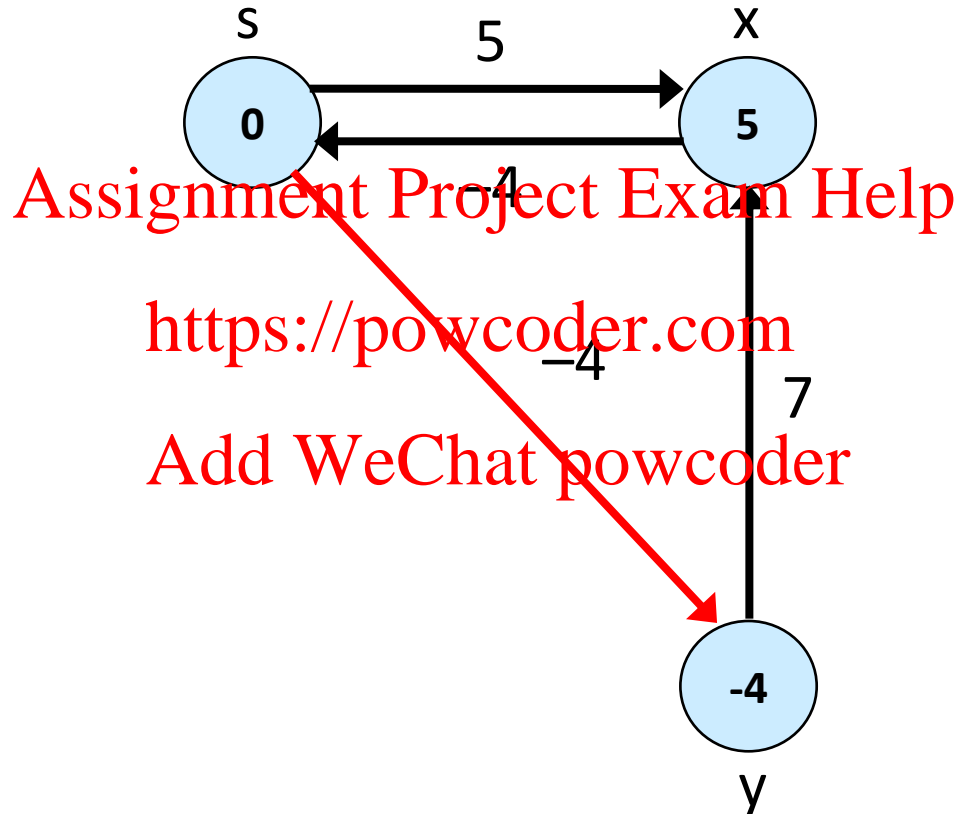 s
x
5
0
5
−4
Assignment Project Exam Help
https://powcoder.com
−4
7
Add WeChat powcoder
-4
y